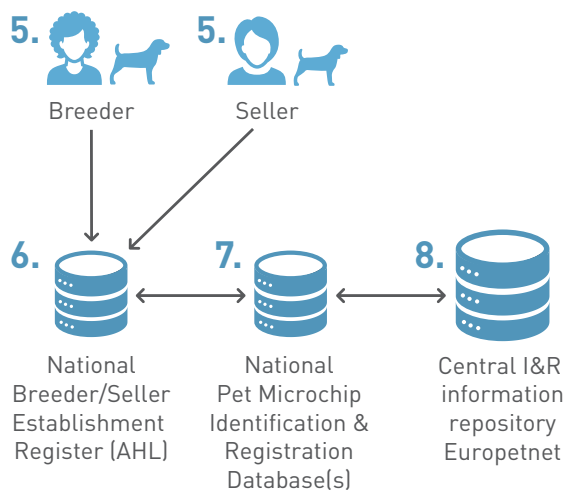 5.
Breeder
5.
Seller
6.
National
Breeder/Seller
Establishment
Register (AHL)
7.
National
Pet Microchip
Identification &
Registration
Database(s)
8.
Central I&R
information
repository
Europetnet